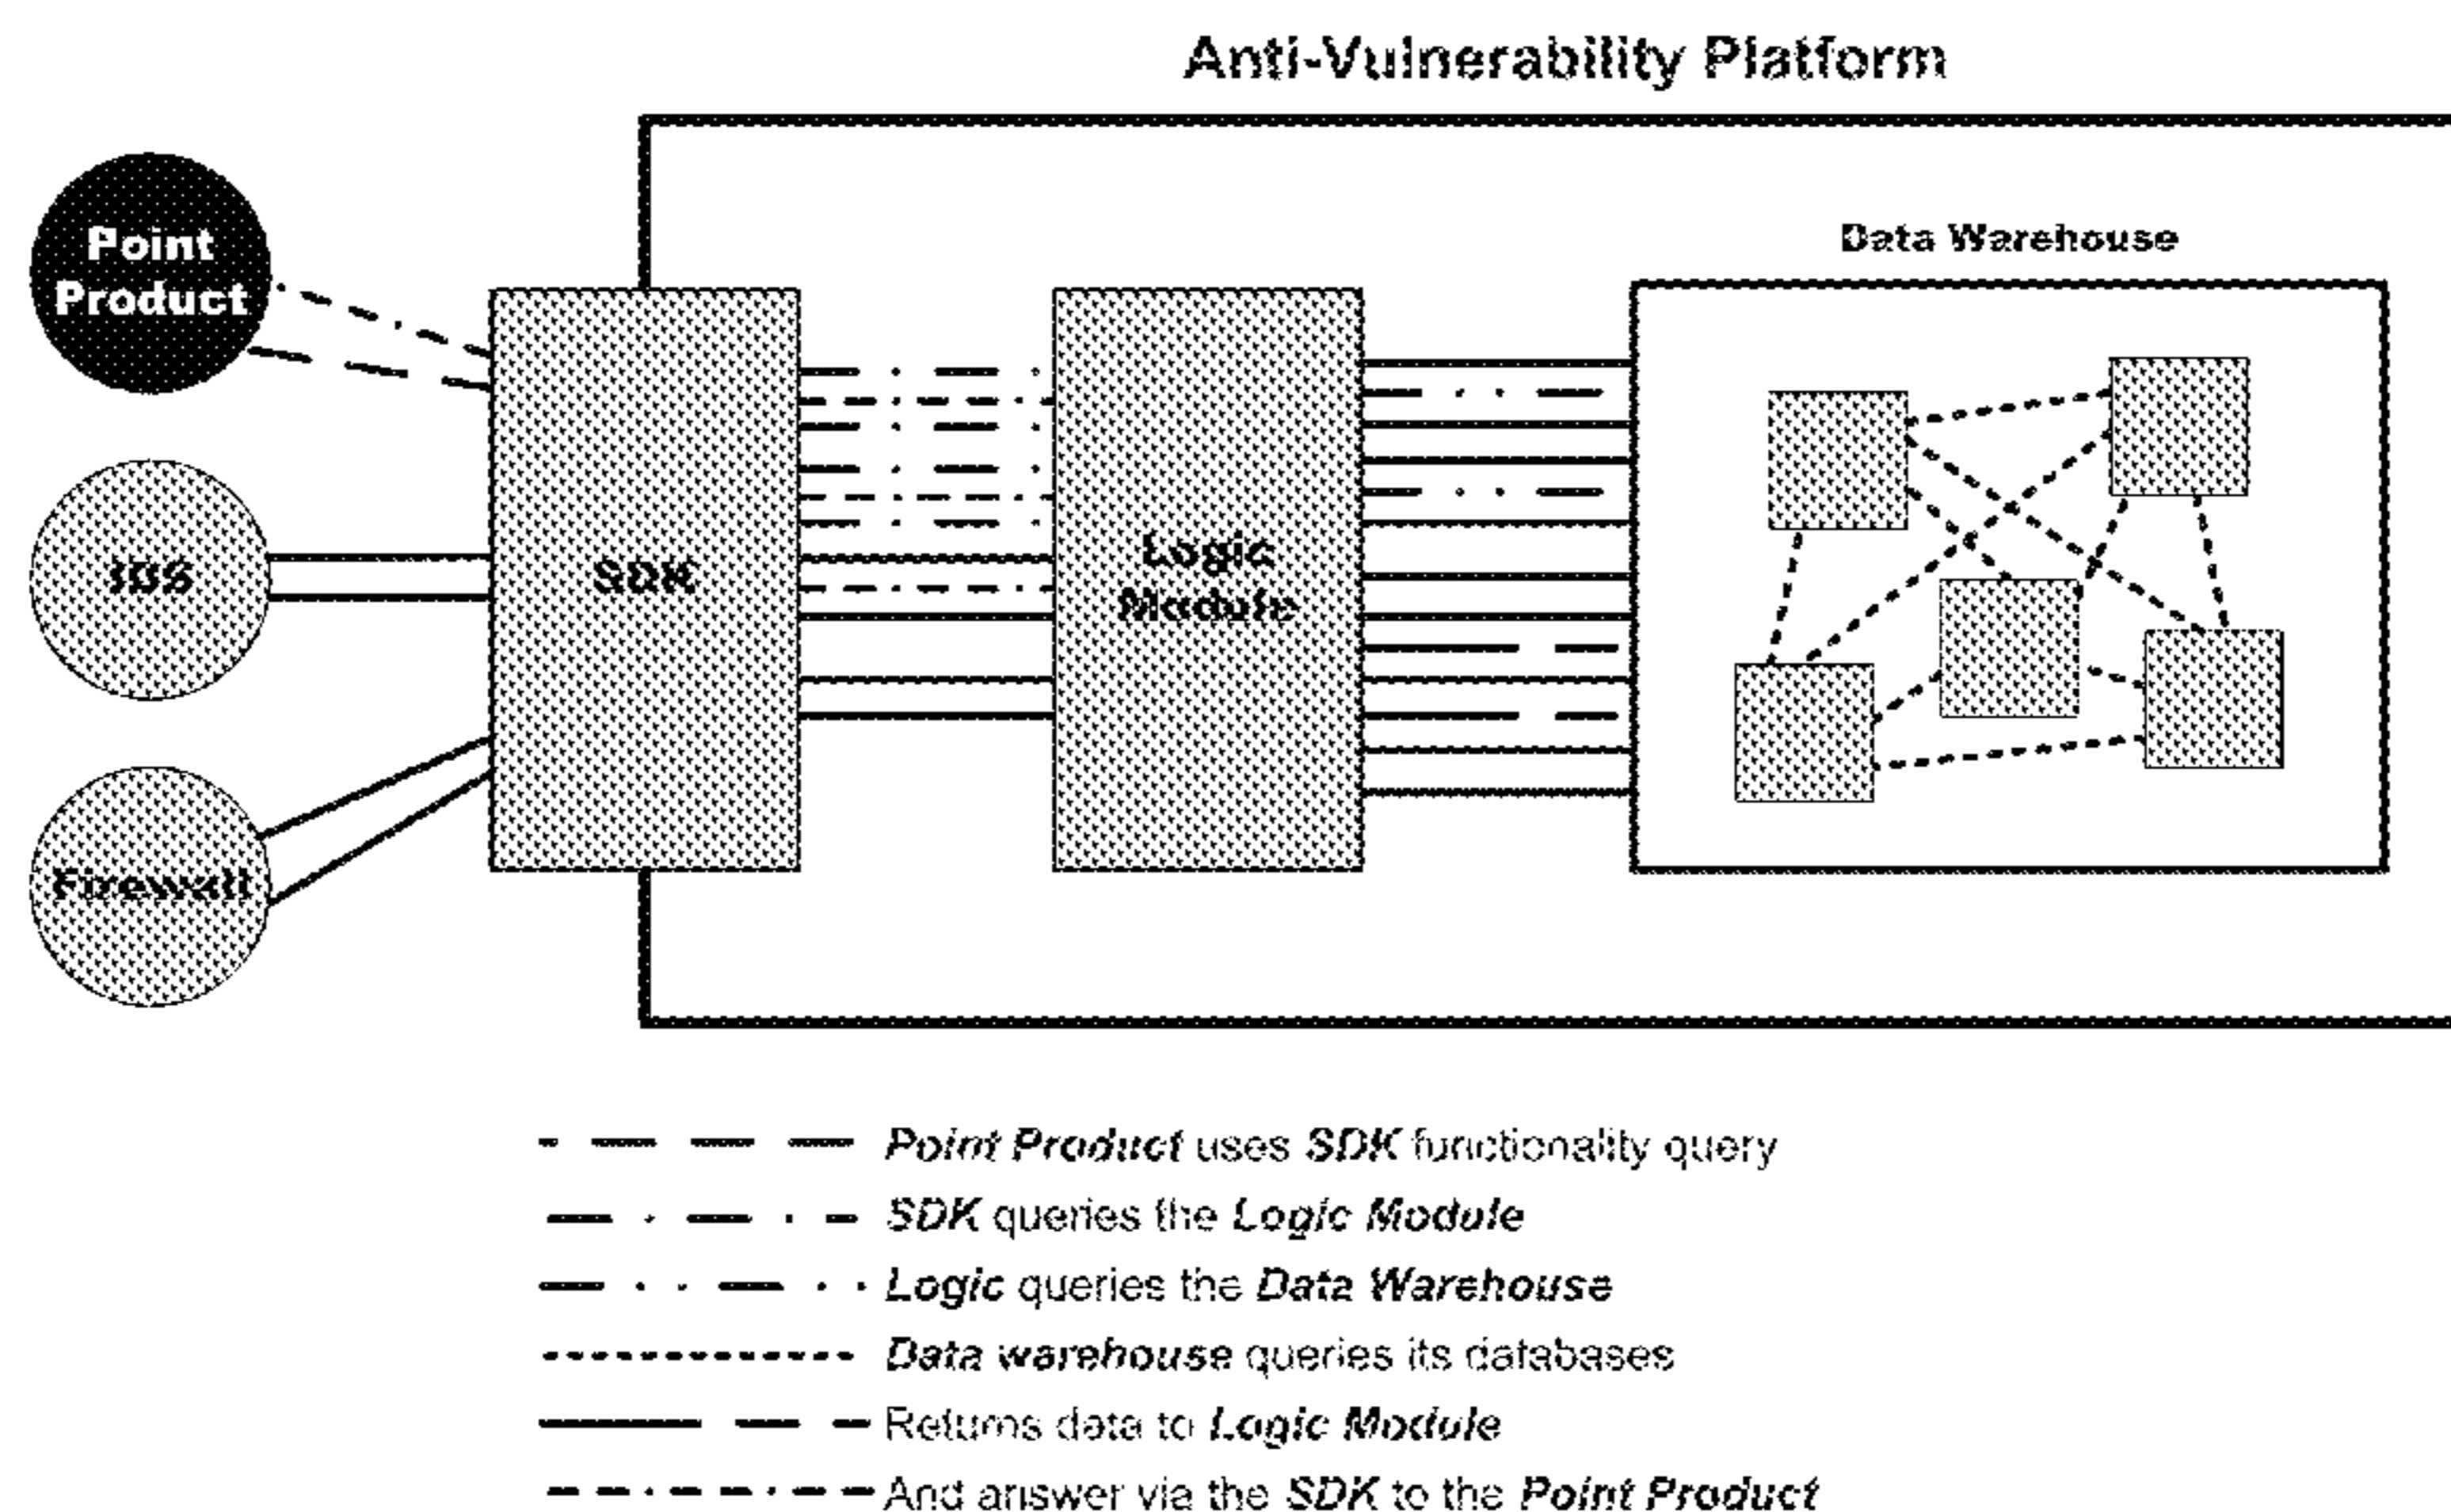 Anti-Vulnerability Platform
Point
Product
Data Warehouse
IDS
SDK
Logic
Module
Firewall
Point Product uses SDK functionality query
SDK queries the Logic Module
Logic queries the Data Warehouse
Data warehouse queries its databases
Returns data to Logic Module
And answer via the SDK to the Point Product